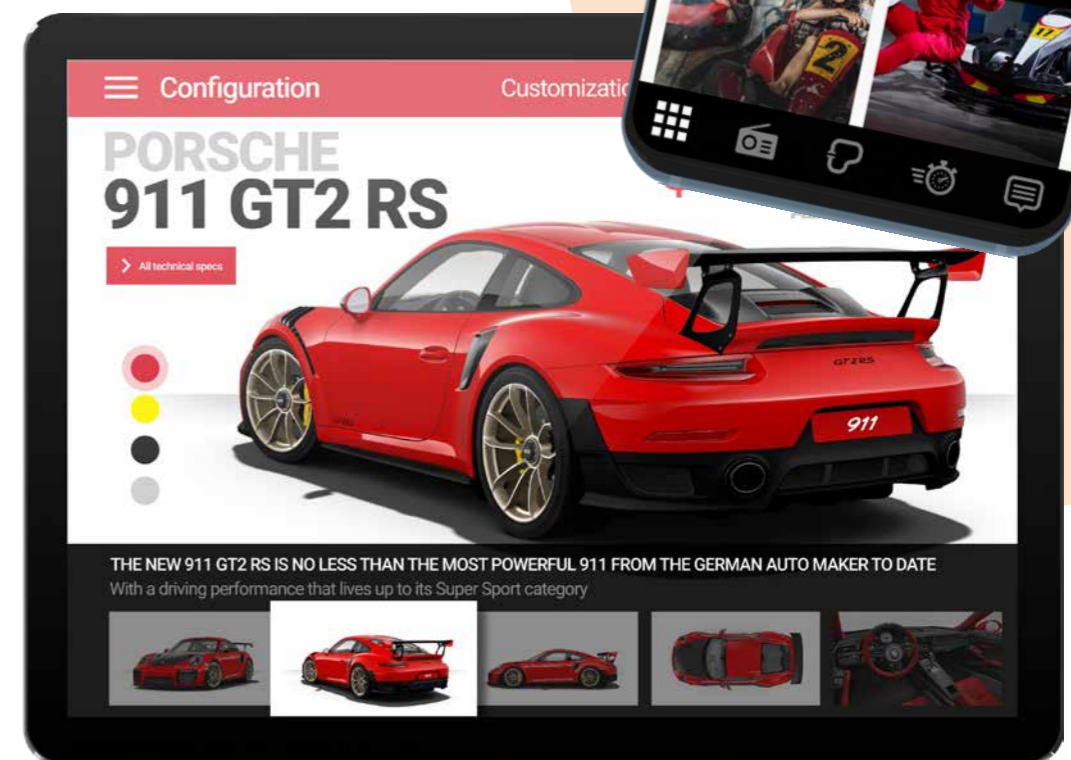 Configuration
Customizatio
PORSCHE
911 GT2 RS
All technical specs
GT2RS
911
THE NEW 911 GT2 RS IS NO LESS THAN THE MOST POWERFUL 911 FROM THE GERMAN AUTO MAKER TO DATE
With a driving performance that lives up to its Super Sport category
2
17